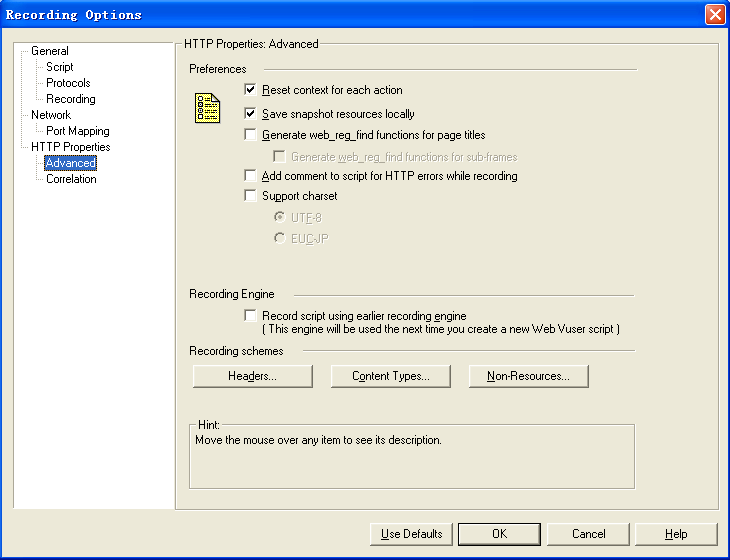 Recording Options
General
Script
Protocols
Recording
Network
Port Mapping
HTTP Properties
Advanced
Correlation
HTTP Properties: Advanced
Preferences
Reset context for each action
Save snapshot resources locally
Generate web_reg_find functions for page titles
Generate web_reg_find functions for sub-frames
Add comment to script for HTTP errors while recording
Support charset
UTF-8
EUC-JP
Recording Engine
Record script using earlier recording engine
( This engine will be used the next time you create a new Web Vuser script )
Recording schemes
Headers... Content Types... Non-Resources...
Hint:
Move the mouse over any item to see its description.
Use Defaults OK Cancel Help